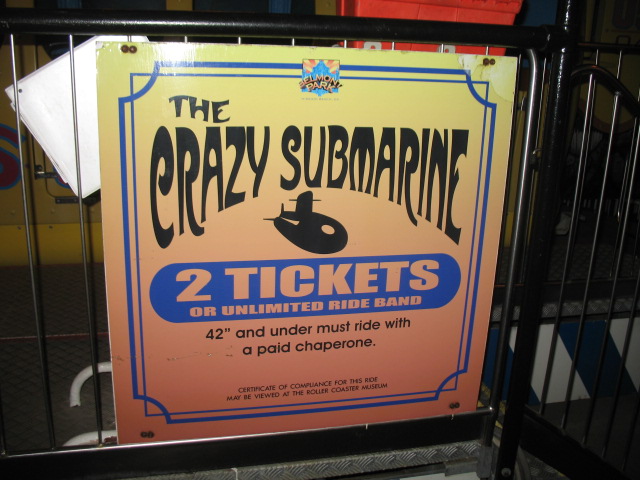 BELMONT
PARK
THE
CRAZY SUBMARINE
2 TICKETS
OR UNLIMITED RIDE BAND
42" and under must ride with
a paid chaperone.
CERTIFICATE OF COMPLIANCE FOR THIS RIDE
MAY BE VIEWED AT THE ROLLER COASTER MUSEUM.